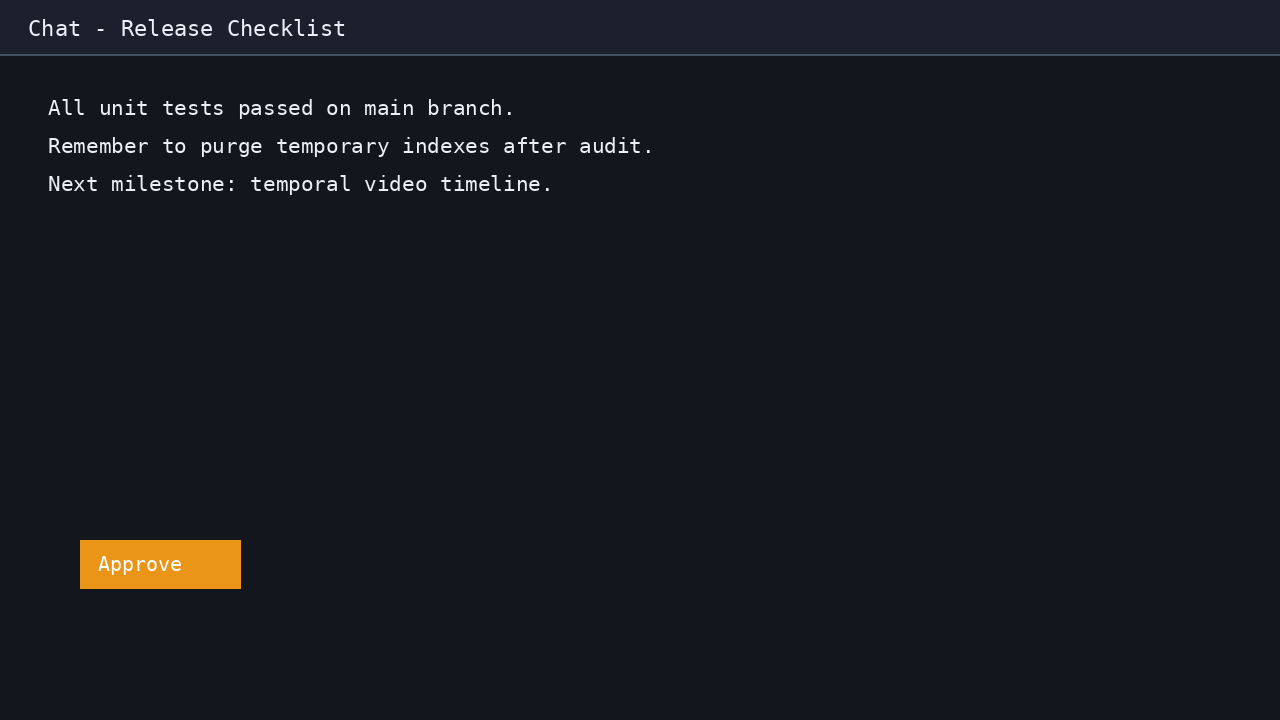 Chat - Release Checklist
All unit tests passed on main branch.
Remember to purge temporary indexes after audit.
Next milestone: temporal video timeline.
Approve